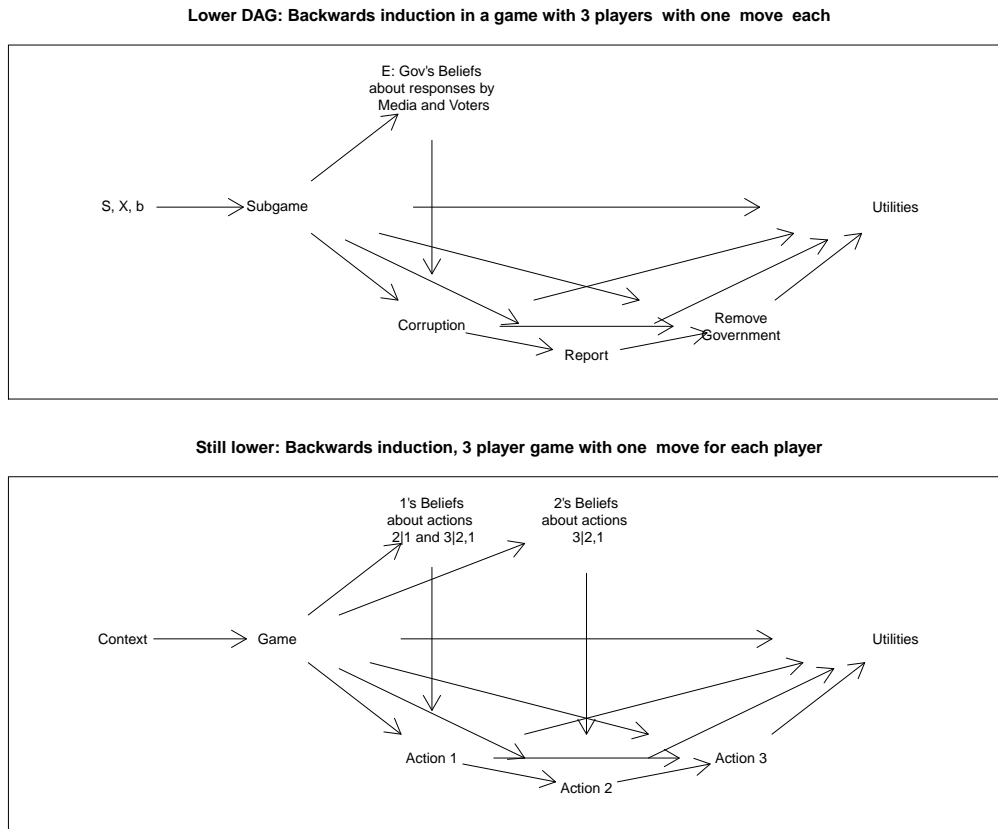 Lower DAG: Backwards induction in a game with 3 players with one move each
E: Gov's Beliefs
about responses by
Media and Voters
S, X, b
Subgame
Utilities
Corruption
Report
Remove
Government
Still lower: Backwards induction, 3 player game with one move for each player
1's Beliefs
about actions
2|1 and 3|2,1
2's Beliefs
about actions
3|2,1
Context
Game
Utilities
Action 1
Action 2
Action 3